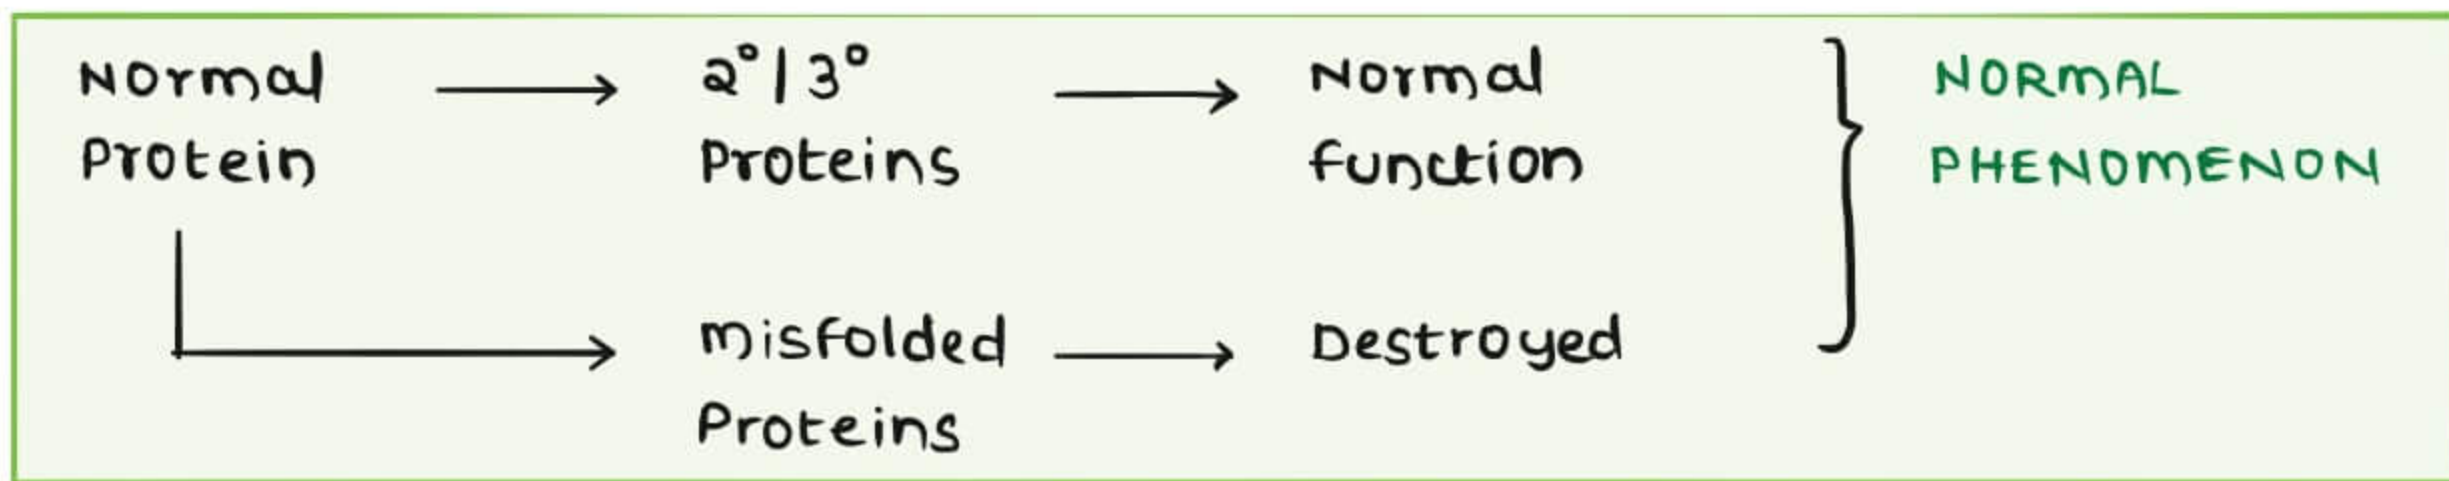 Normal 2°/3° Normal NORMAL
Protein Proteins function PHENOMENON
Misfolded Destroyed
Proteins